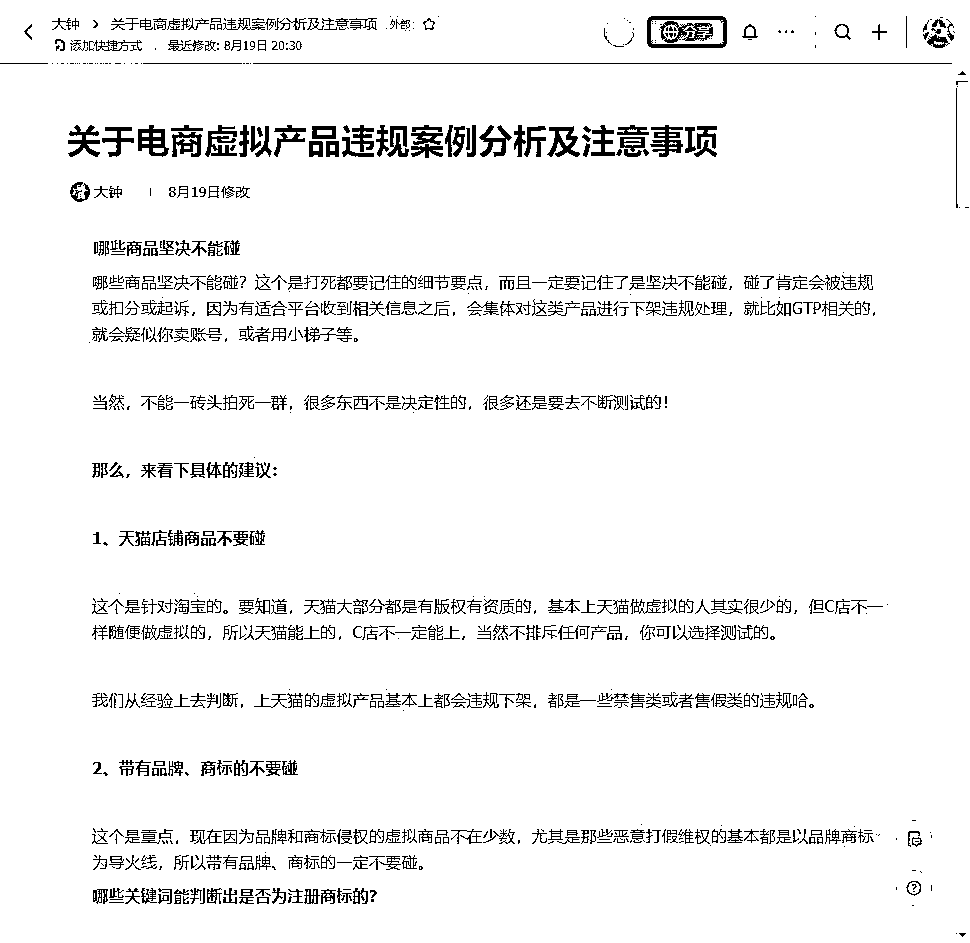 大钟 > 关于电商虚拟产品违规案例分析及注意事项 外部
添加快捷方式 最近修改: 8月19日 20:30
分享
关于电商虚拟产品违规案例分析及注意事项
大钟 8月19日修改
哪些商品坚决不能碰
哪些商品坚决不能碰？这个是打死都要记住的细节要点，而且一定要记住了是坚决不能碰，碰了肯定会被违规
或扣分或起诉，因为有适合平台收到相关信息之后，会集体对这类产品进行下架违规处理，就比如GTP相关的，
就会疑似你卖账号，或者用小梯子等。
当然，不能一砖头拍死一群，很多东西不是决定性的，很多还是要去不断测试的！
那么，来看下具体的建议：
1、天猫店铺商品不要碰
这个是针对淘宝的。要知道，天猫大部分都是有版权有资质的，基本上天猫做虚拟的人其实很少的，但C店不一
样随便做虚拟的，所以天猫能上的，C店不一定能上，当然不排斥任何产品，你可以选择测试的。
我们从经验上去判断，上天猫的虚拟产品基本上都会违规下架，都是一些禁售类或者售假类的违规哈。
2、带有品牌、商标的不要碰
这个是重点，现在因为品牌和商标侵权的虚拟商品不在少数，尤其是那些恶意打假维权的基本都是以品牌商标
为导火线，所以带有品牌、商标的一定不要碰。
哪些关键词能判断出是否为注册商标的？